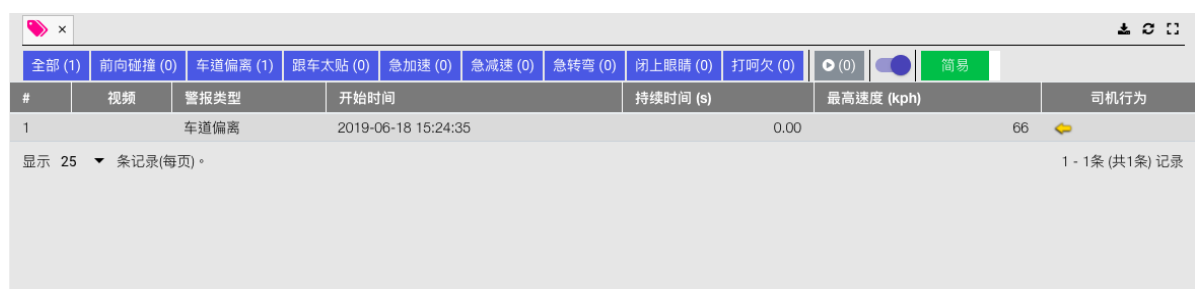 ×
全部 (1) 前向碰撞 (0) 车道偏离 (1) 跟车太贴 (0) 急加速 (0) 急减速 (0) 急转弯 (0) 闭上眼睛 (0) 打呵欠 (0) (0) 简易
# 视频 警报类型 开始时间 持续时间 (s) 最高速度 (kph) 司机行为
1 车道偏离 2019-06-18 15:24:35 0.00 66
显示 25 条记录(每页)。 1 - 1条 (共1条) 记录